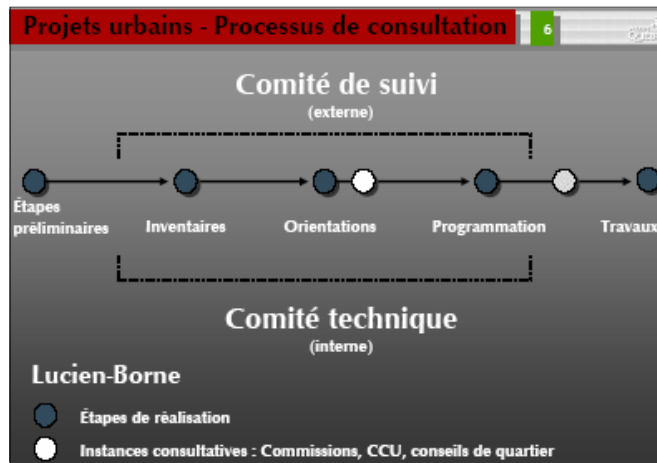 Projets urbains - Processus de consultation
6
Comité de suivi
(externe)
Étapes
préliminaires
Inventaires
Orientations
Programmation
Travaux
Comité technique
(interne)
Lucien-Borne
Étapes de réalisation
Instances consultatives : Commissions, CCU, conseils de quartier